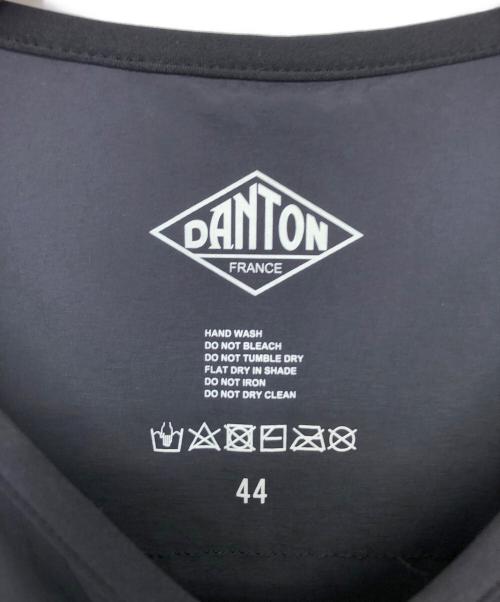 DANTON
FRANCE
HAND WASH
DO NOT BLEACH
DO NOT TUMBLE DRY
FLAT DRY IN SHADE
DO NOT IRON
DO NOT DRY CLEAN
44